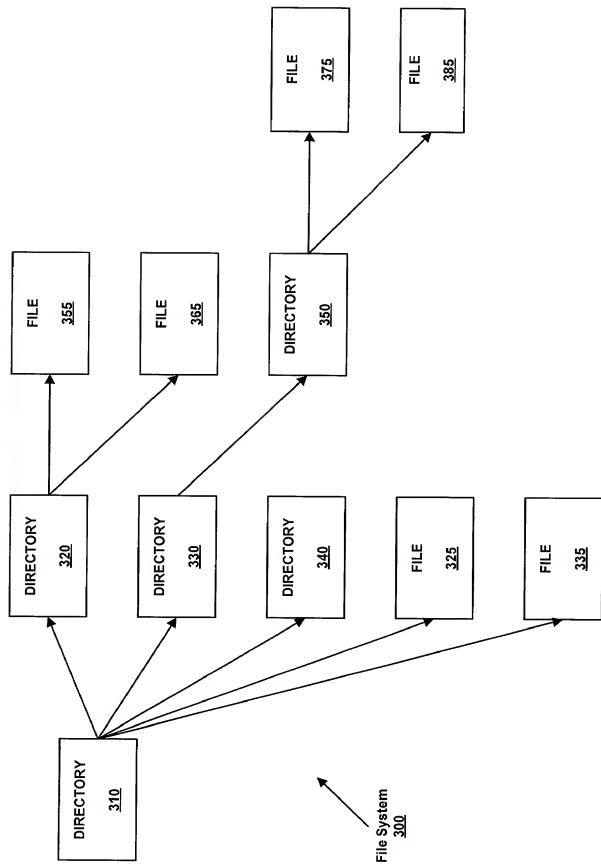 DIRECTORY
310
DIRECTORY
320
DIRECTORY
330
DIRECTORY
340
FILE
325
FILE
335
FILE
355
FILE
365
DIRECTORY
350
FILE
375
FILE
385
File System
300